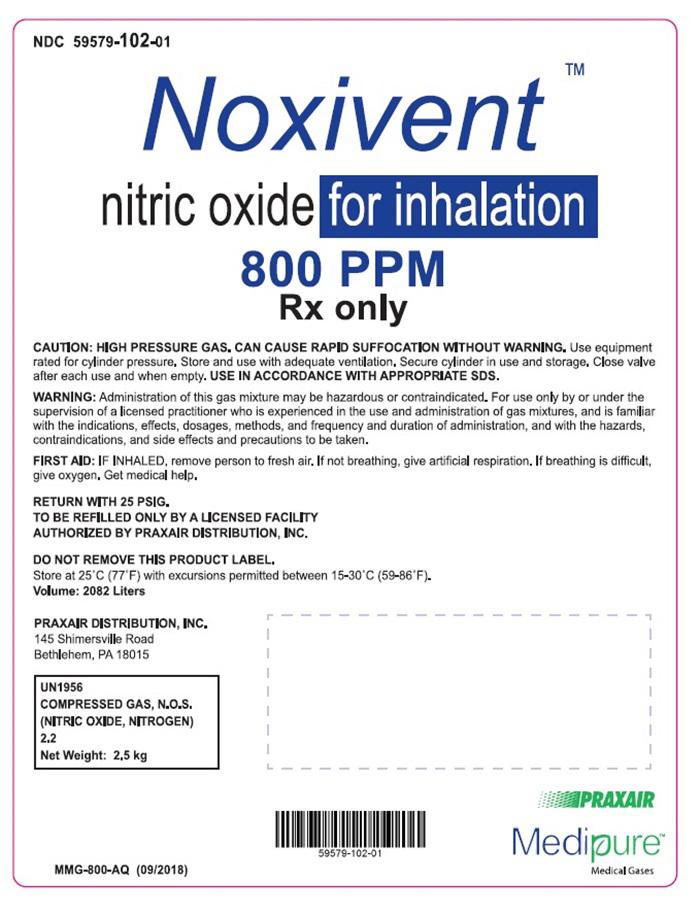 NDC 59579-102-01
Noxivent™
nitric oxide for inhalation
800 PPM
Rx only
CAUTION: HIGH PRESSURE GAS. CAN CAUSE RAPID SUFFOCATION WITHOUT WARNING. Use equipment
rated for cylinder pressure. Store and use with adequate ventilation. Secure cylinder in use and storage. Close valve
after each use and when empty. USE IN ACCORDANCE WITH APPROPRIATE SDS.
WARNING: Administration of this gas mixture may be hazardous or contraindicated. For use only by or under the
supervision of a licensed practitioner who is experienced in the use and administration of gas mixtures, and is familiar
with the indications, effects, dosages, methods, and frequency and duration of administration, and with the hazards,
contraindications, and side effects and precautions to be taken.
FIRST AID: IF INHALED, remove person to fresh air. If not breathing, give artificial respiration. If breathing is difficult,
give oxygen. Get medical help.
RETURN WITH 25 PSIG.
TO BE REFILLED ONLY BY A LICENSED FACILITY
AUTHORIZED BY PRAXAIR DISTRIBUTION, INC.
DO NOT REMOVE THIS PRODUCT LABEL.
Store at 25˚C (77˚F) with excursions permitted between 15-30˚C (59-86˚F).
Volume: 2082 Liters
PRAXAIR DISTRIBUTION, INC.
145 Shimersville Road
Bethlehem, PA 18015
UN1956
COMPRESSED GAS, N.O.S.
(NITRIC OXIDE, NITROGEN)
2.2
Net Weight: 2.5 kg
PRAXAIR
59579-102-01
Medipure™
Medical Gases
MMG-800-AQ (09/2018)